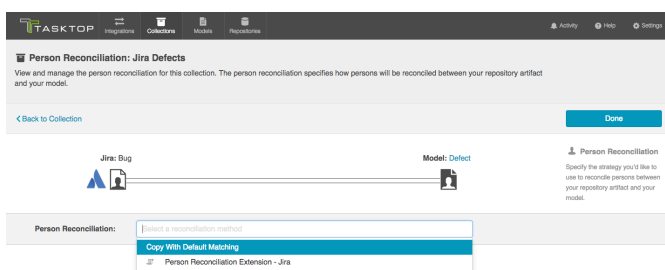 TASKTOP
Integrations
Collections
Models
Repositories
Activity
Help
Settings
Person Reconciliation: Jira Defects
View and manage the person reconciliation for this collection. The person reconciliation specifies how persons will be reconciled between your repository artifact
and your model.
Back to Collection
Done
Jira: Bug
Model: Defect
Person Reconciliation
Specify the strategy you'd like to
use to reconcile persons between
your repository artifact and your
model.
Person Reconciliation:
Select a reconciliation method
Copy With Default Matching
Person Reconciliation Extension - Jira